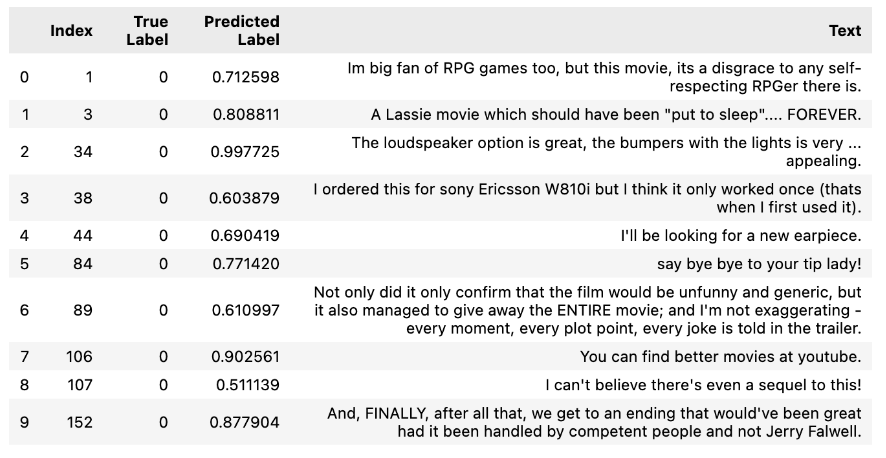 Index True Label Predicted Label Text
0 1 0 0.712598 Im big fan of RPG games too, but this movie, its a disgrace to any self-
respecting RPGer there is.
1 3 0 0.808811 A Lassie movie which should have been "put to sleep".... FOREVER.
2 34 0 0.997725 The loudspeaker option is great, the bumpers with the lights is very ...
appealing.
3 38 0 0.603879 I ordered this for sony Ericsson W810i but I think it only worked once (thats
when I first used it).
4 44 0 0.690419 I'll be looking for a new earpiece.
5 84 0 0.771420 say bye bye to your tip lady!
6 89 0 0.610997 Not only did it only confirm that the film would be unfunny and generic, but
it also managed to give away the ENTIRE movie; and I'm not exaggerating -
every moment, every plot point, every joke is told in the trailer.
7 106 0 0.902561 You can find better movies at youtube.
8 107 0 0.511139 I can't believe there's even a sequel to this!
9 152 0 0.877904 And, FINALLY, after all that, we get to an ending that would've been great
had it been handled by competent people and not Jerry Falwell.